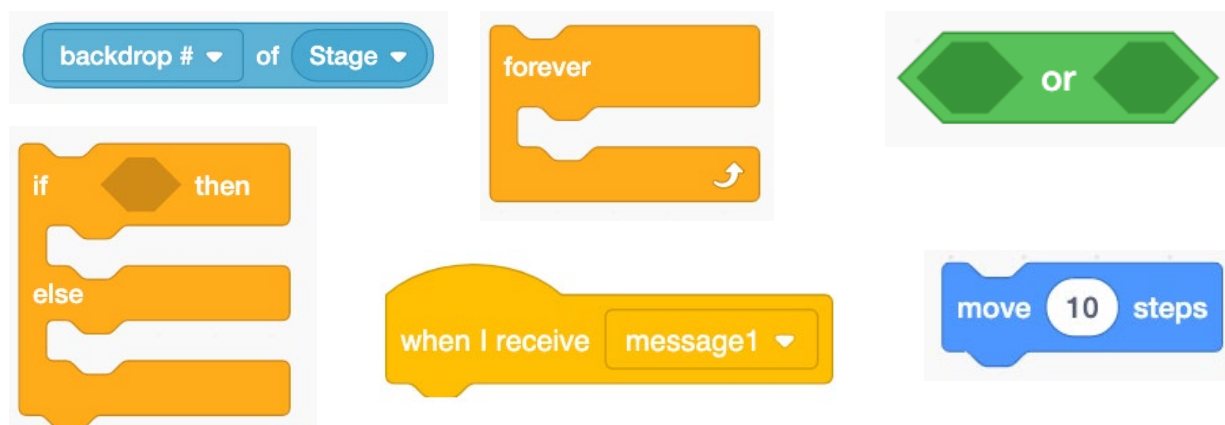 backdrop # of Stage
forever
or
if then
else
when I receive message1
move 10 steps